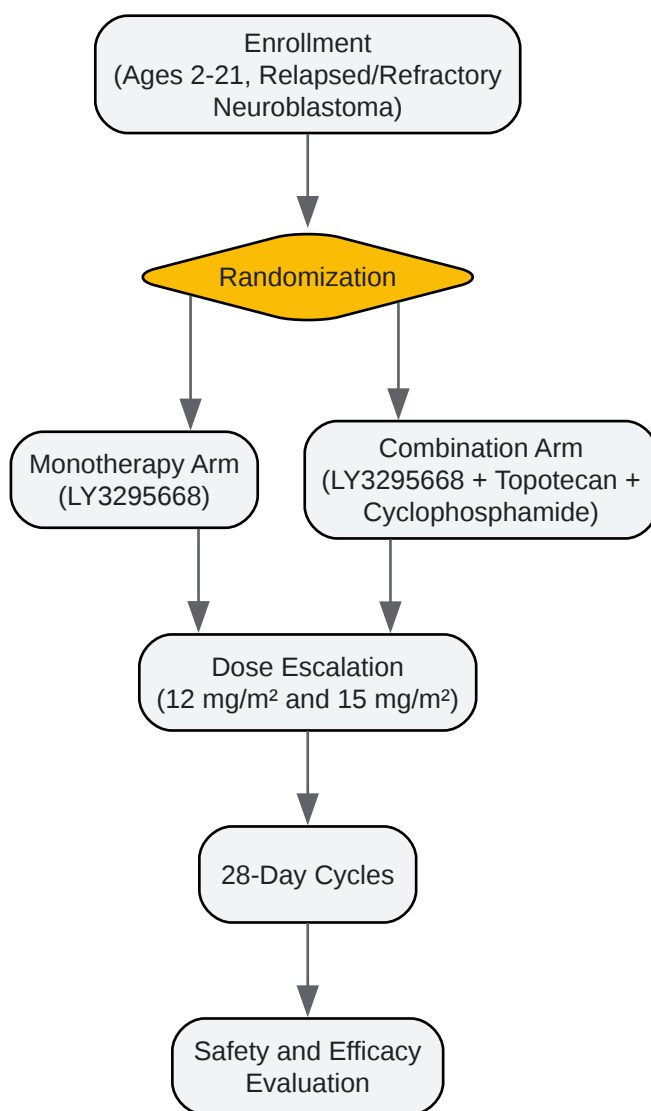 Enrollment
(Ages 2-21, Relapsed/Refractory
Neuroblastoma)
Randomization
Monotherapy Arm
(LY3295668)
Combination Arm
(LY3295668 + Topotecan +
Cyclophosphamide)
Dose Escalation
(12 mg/m² and 15 mg/m²)
28-Day Cycles
Safety and Efficacy
Evaluation